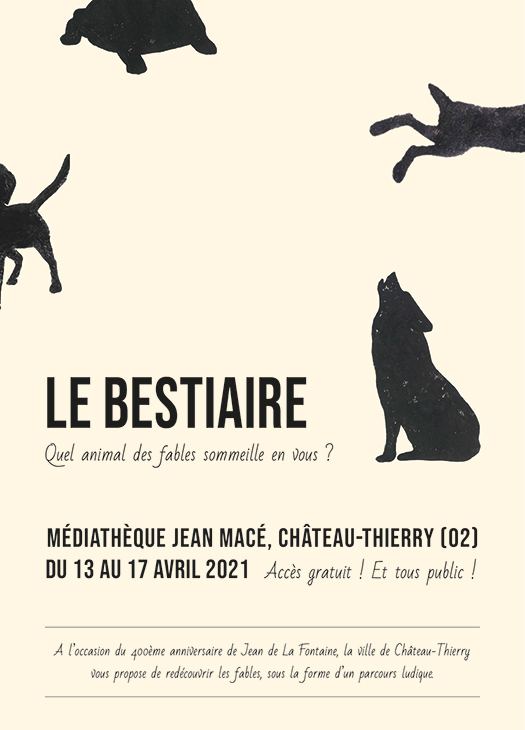 LE BESTIAIRE
Quel animal des fables sommeille en vous ?
MÉDIATHÈQUE JEAN MACÉ, CHÂTEAU-THIERRY (02)
DU 13 AU 17 AVRIL 2021 Accès gratuit ! Et tous public !
A l'occasion du 400ème anniversaire de Jean de La Fontaine, la ville de Château-Thierry
vous propose de redécouvrir les fables, sous la forme d'un parcours ludique.